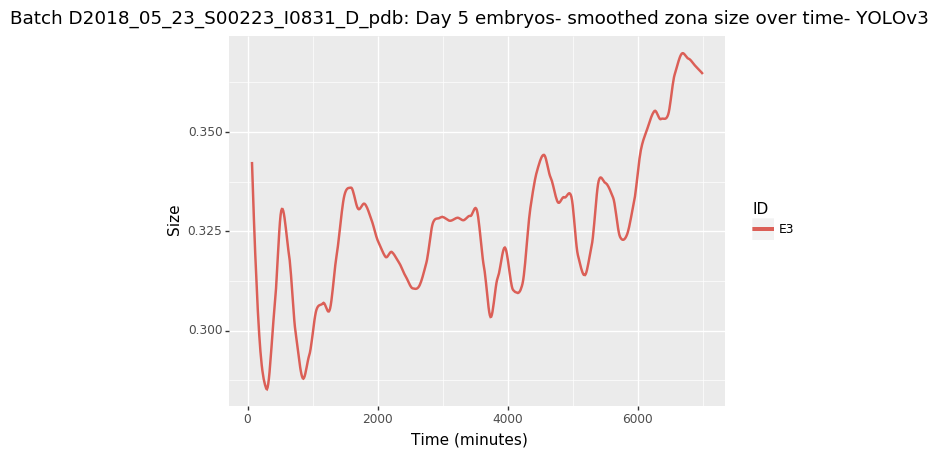 Batch D2018_05_23_S00223_I0831_D_pdb: Day 5 embryos- smoothed zona size over time- YOLOv3
0.350
0.325
0.300
Size
0
2000
4000
6000
Time (minutes)
ID
E3